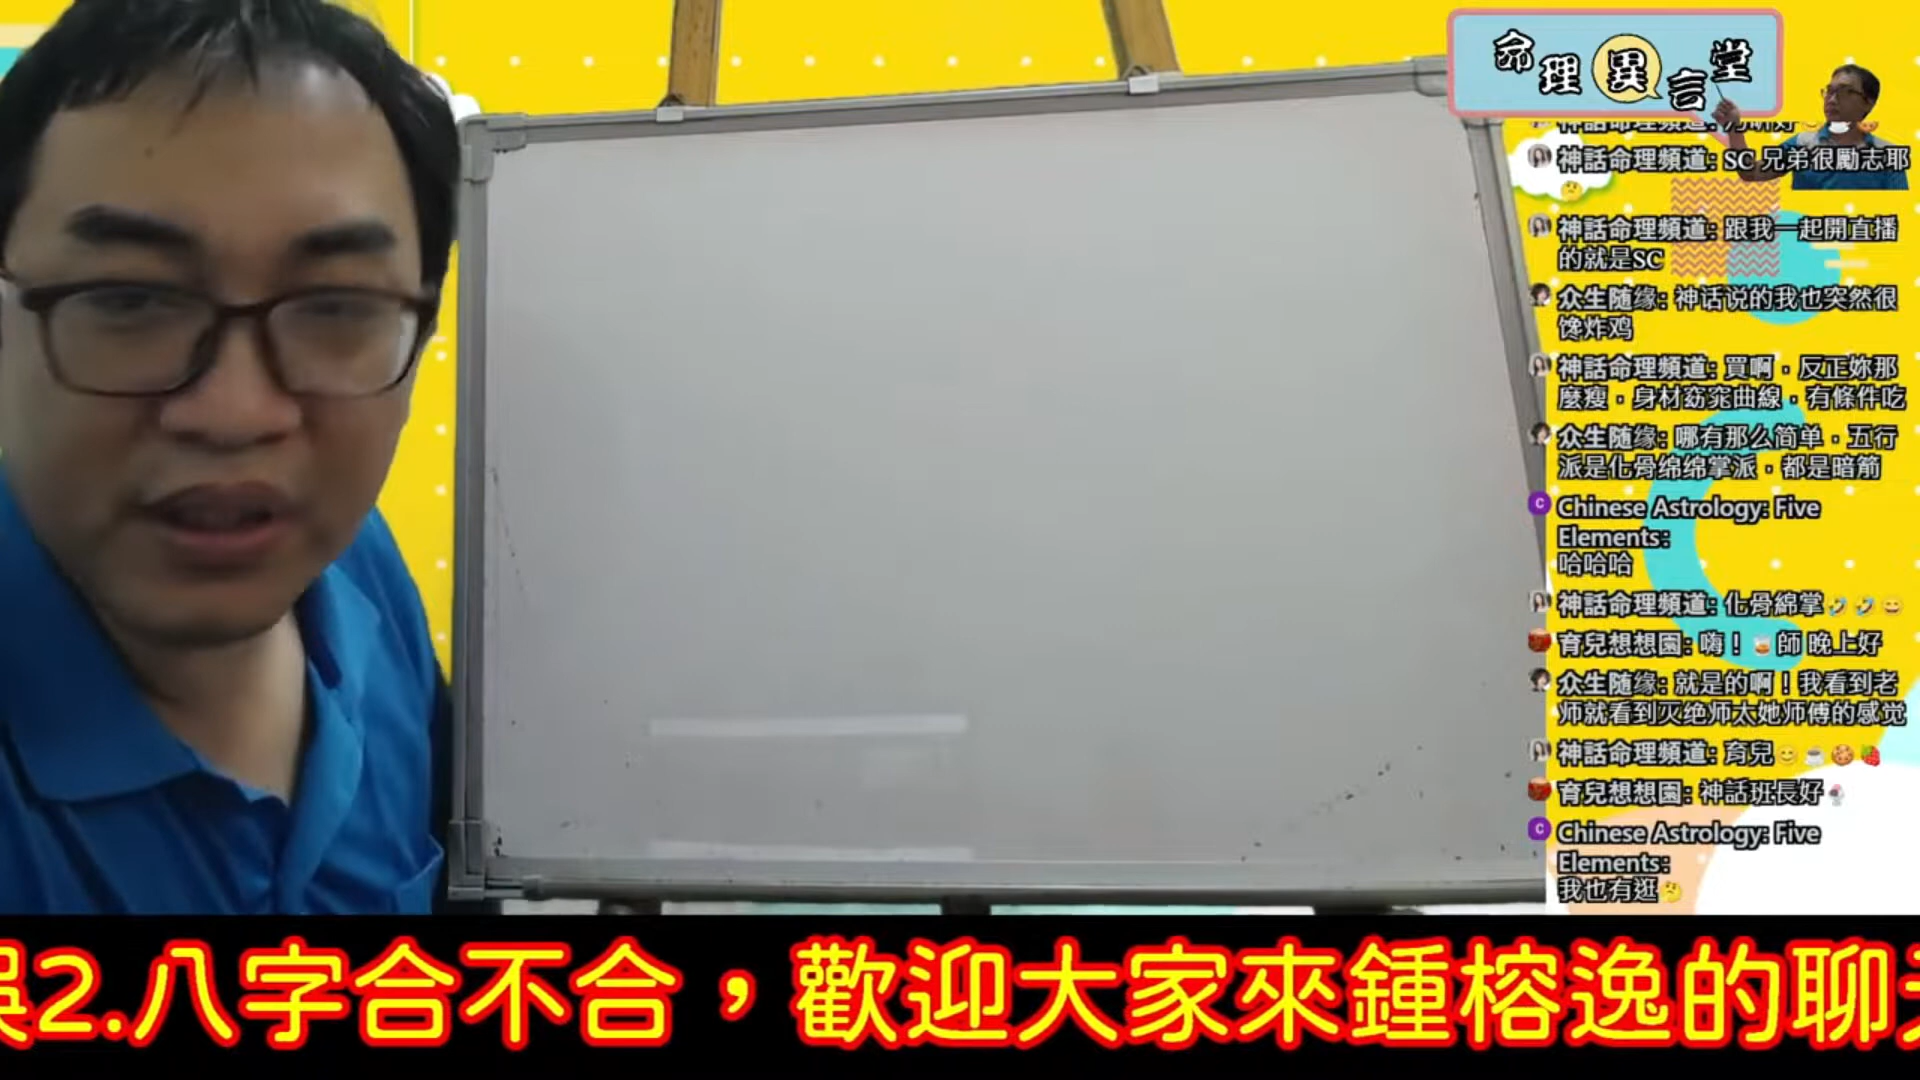 命理異言堂
神話命理頻道: SC 兄弟很勵志耶
🤔
神話命理頻道: 跟我一起開直播
的就是SC
众生随缘: 神话说的我也突然很
馋炸鸡
神話命理頻道: 買啊，反正妳那
麼瘦，身材窈窕曲線，有條件吃
众生随缘: 哪有那么简单，五行
派是化骨绵绵掌派，都是暗箭
Chinese Astrology: Five
Elements:
哈哈哈
神話命理頻道: 化骨綿掌🤣🤣😄
育兒想想園: 嗨！🥃師 晚上好
众生随缘: 就是的啊！我看到老
师就看到灭绝师太她师傅的感觉
神話命理頻道: 育兒😊☕🍪🍓
育兒想想園: 神話班長好🍨
Chinese Astrology: Five
Elements:
我也有逛🤔
2.八字合不合，歡迎大家來鍾榕逸的聊